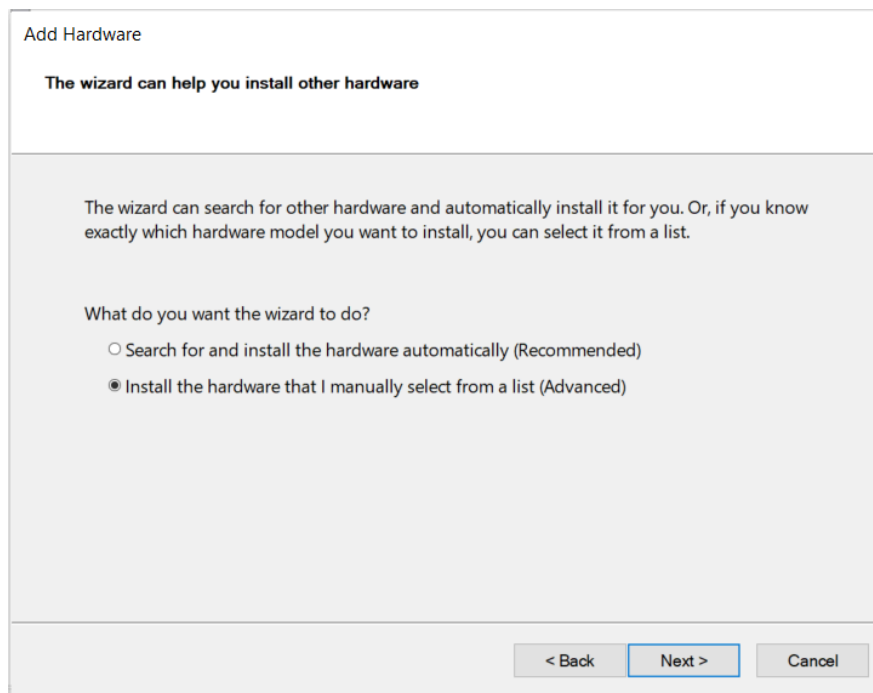 Add Hardware
The wizard can help you install other hardware
The wizard can search for other hardware and automatically install it for you. Or, if you know
exactly which hardware model you want to install, you can select it from a list.
What do you want the wizard to do?
Search for and install the hardware automatically (Recommended)
Install the hardware that I manually select from a list (Advanced)
< Back Next > Cancel